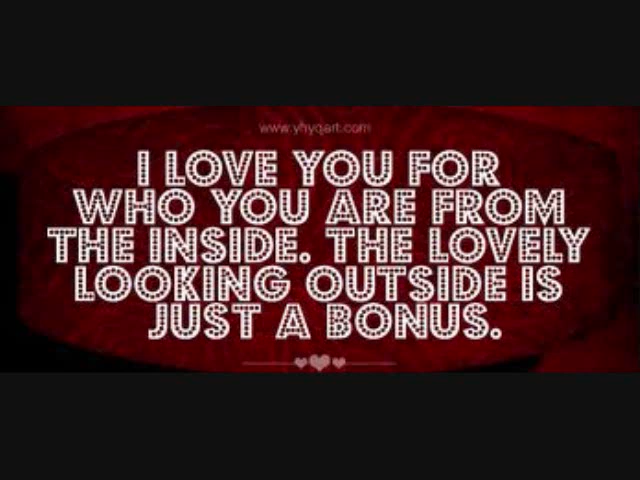 www.yhyqart.com
I LOVE YOU FOR
WHO YOU ARE FROM
THE INSIDE. THE LOVELY
LOOKING OUTSIDE IS
JUST A BONUS.